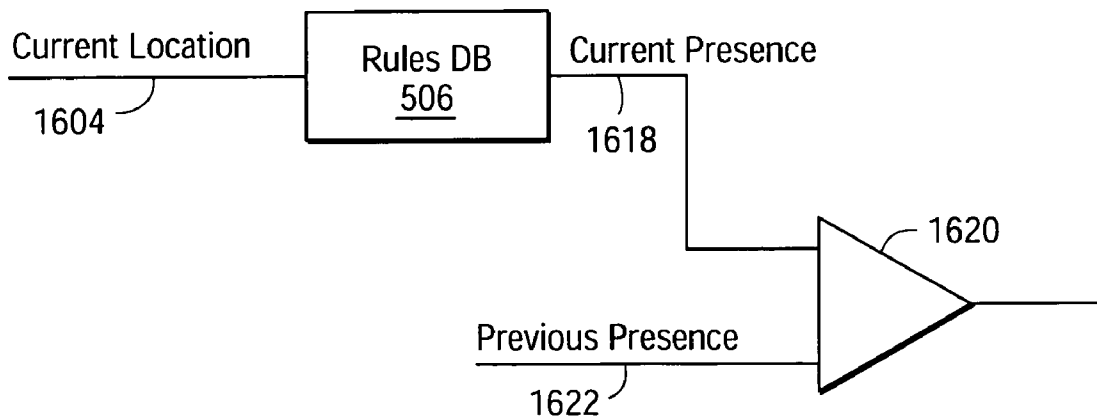 Current Location
Rules DB
506
Current Presence
1604
1618
1620
Previous Presence
1622